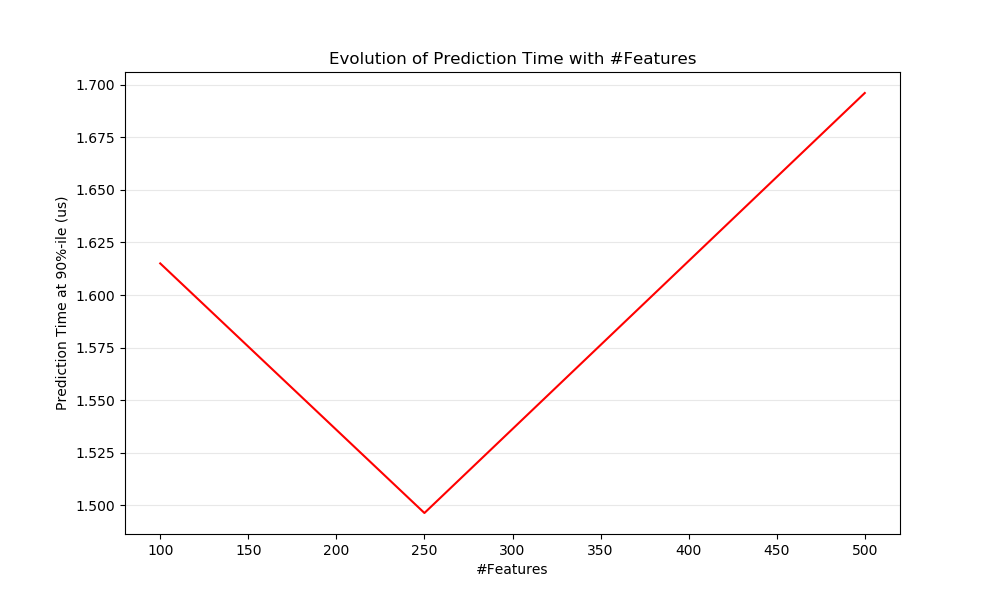 Evolution of Prediction Time with #Features
Prediction Time at 90%-ile (us)
1.700
1.675
1.650
1.625
1.600
1.575
1.550
1.525
1.500
100 150 200 250 300 350 400 450 500
#Features